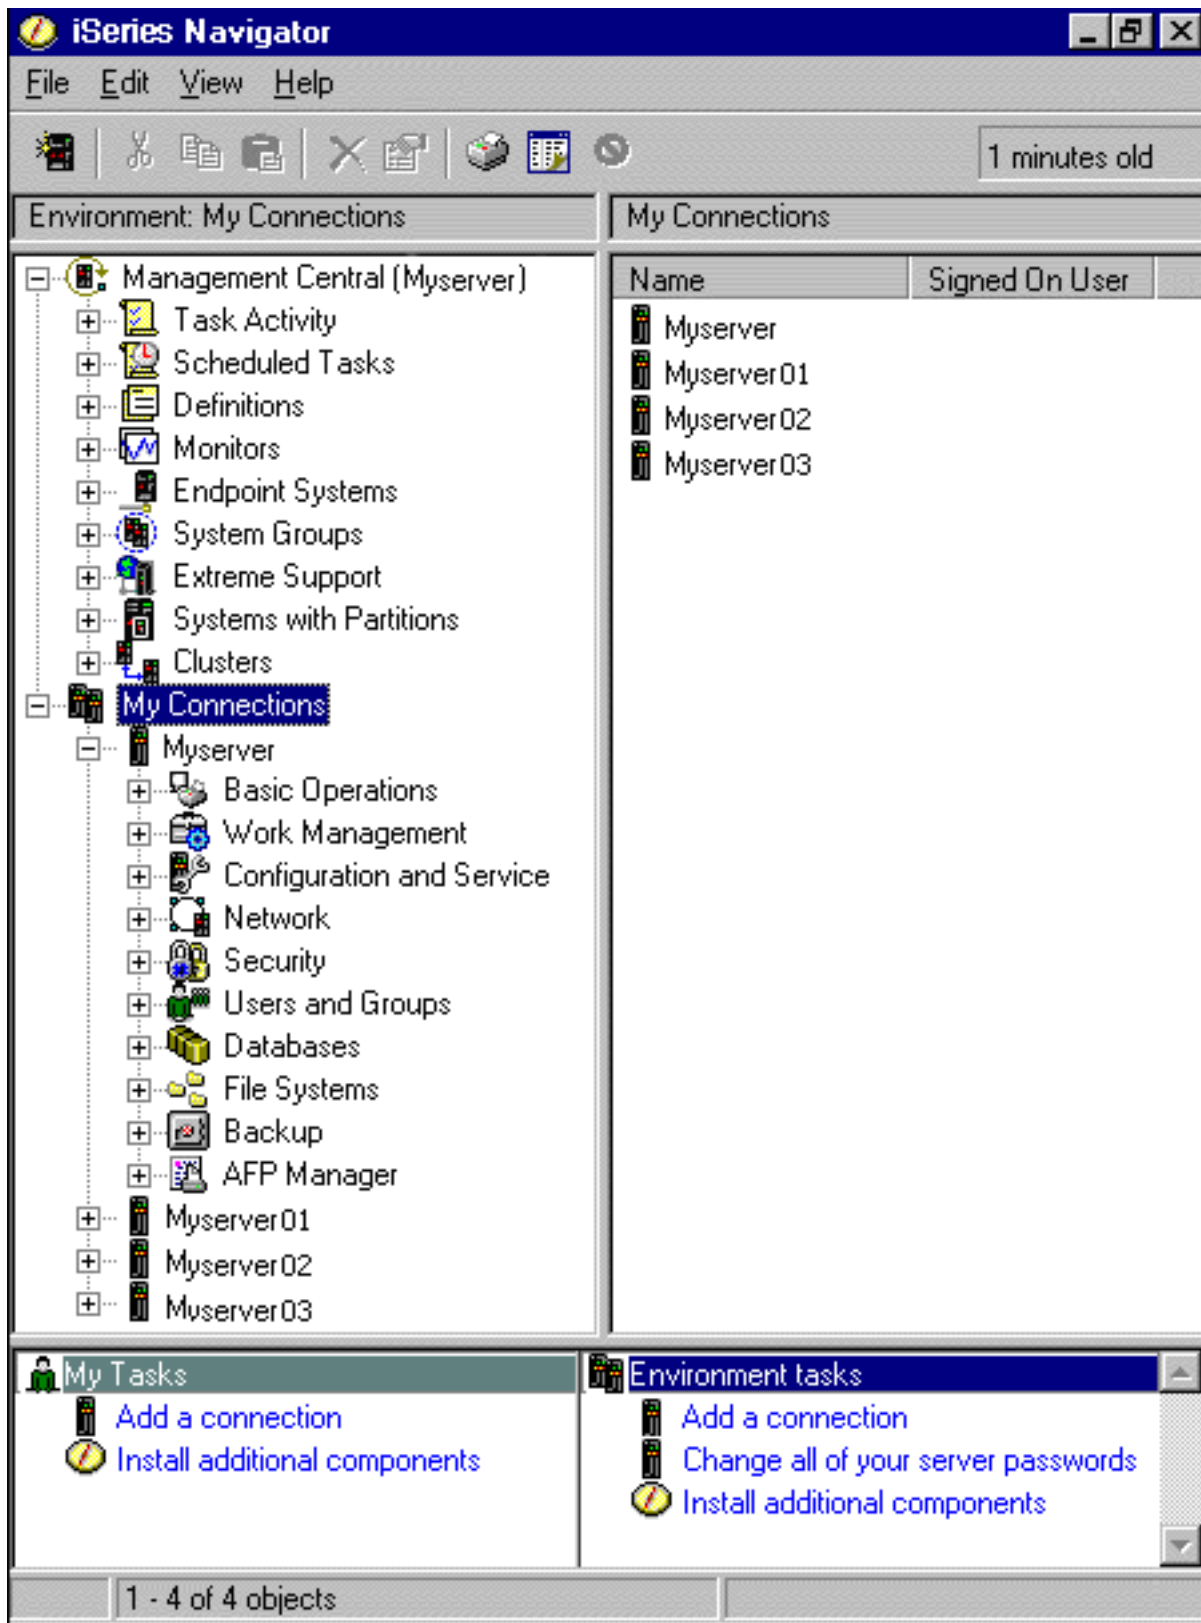 iSeries Navigator
File Edit View Help
1 minutes old
Environment: My Connections
My Connections
Management Central (Myserver)
Task Activity
Scheduled Tasks
Definitions
Monitors
Endpoint Systems
System Groups
Extreme Support
Systems with Partitions
Clusters
My Connections
Myserver
Basic Operations
Work Management
Configuration and Service
Network
Security
Users and Groups
Databases
File Systems
Backup
AFP Manager
Myserver01
Myserver02
Myserver03
Name Signed On User
Myserver
Myserver01
Myserver02
Myserver03
My Tasks
Add a connection
Install additional components
Environment tasks
Add a connection
Change all of your server passwords
Install additional components
1 - 4 of 4 objects